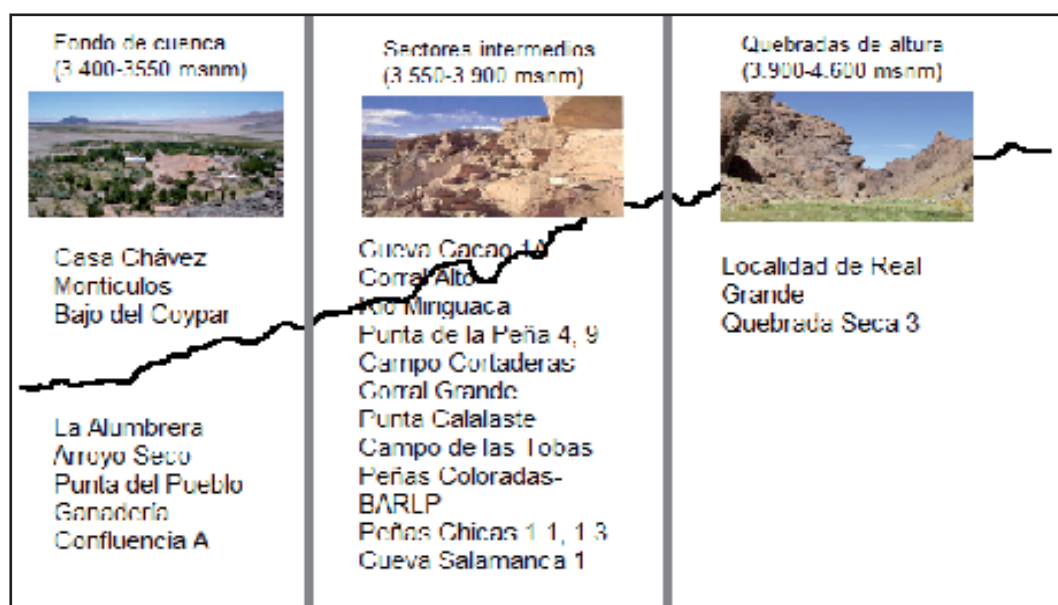 Fondo de cuenca
(3.400-3550 msnm)
Casa Chávez
Monticulos
Bajo del Coypar
La Alumbrera
Arroyo Seco
Punta del Pueblo
Ganadería
Confluencia A
Sectores intermedios
(3.550-3.900 msnm)
Cueva Cacao 1A
Corral Alto
Río Miriguaca
Punta de la Peña 4, 9
Campo Cortaderas
Corral Grande
Punta Calalaste
Campo de las Tobas
Peñas Coloradas-
BARLP
Peñas Chicas 1.1, 1.3
Cueva Salamanca 1
Quebradas de altura
(3.900-4.600 msnm)
Localidad de Real
Grande
Quebrada Seca 3